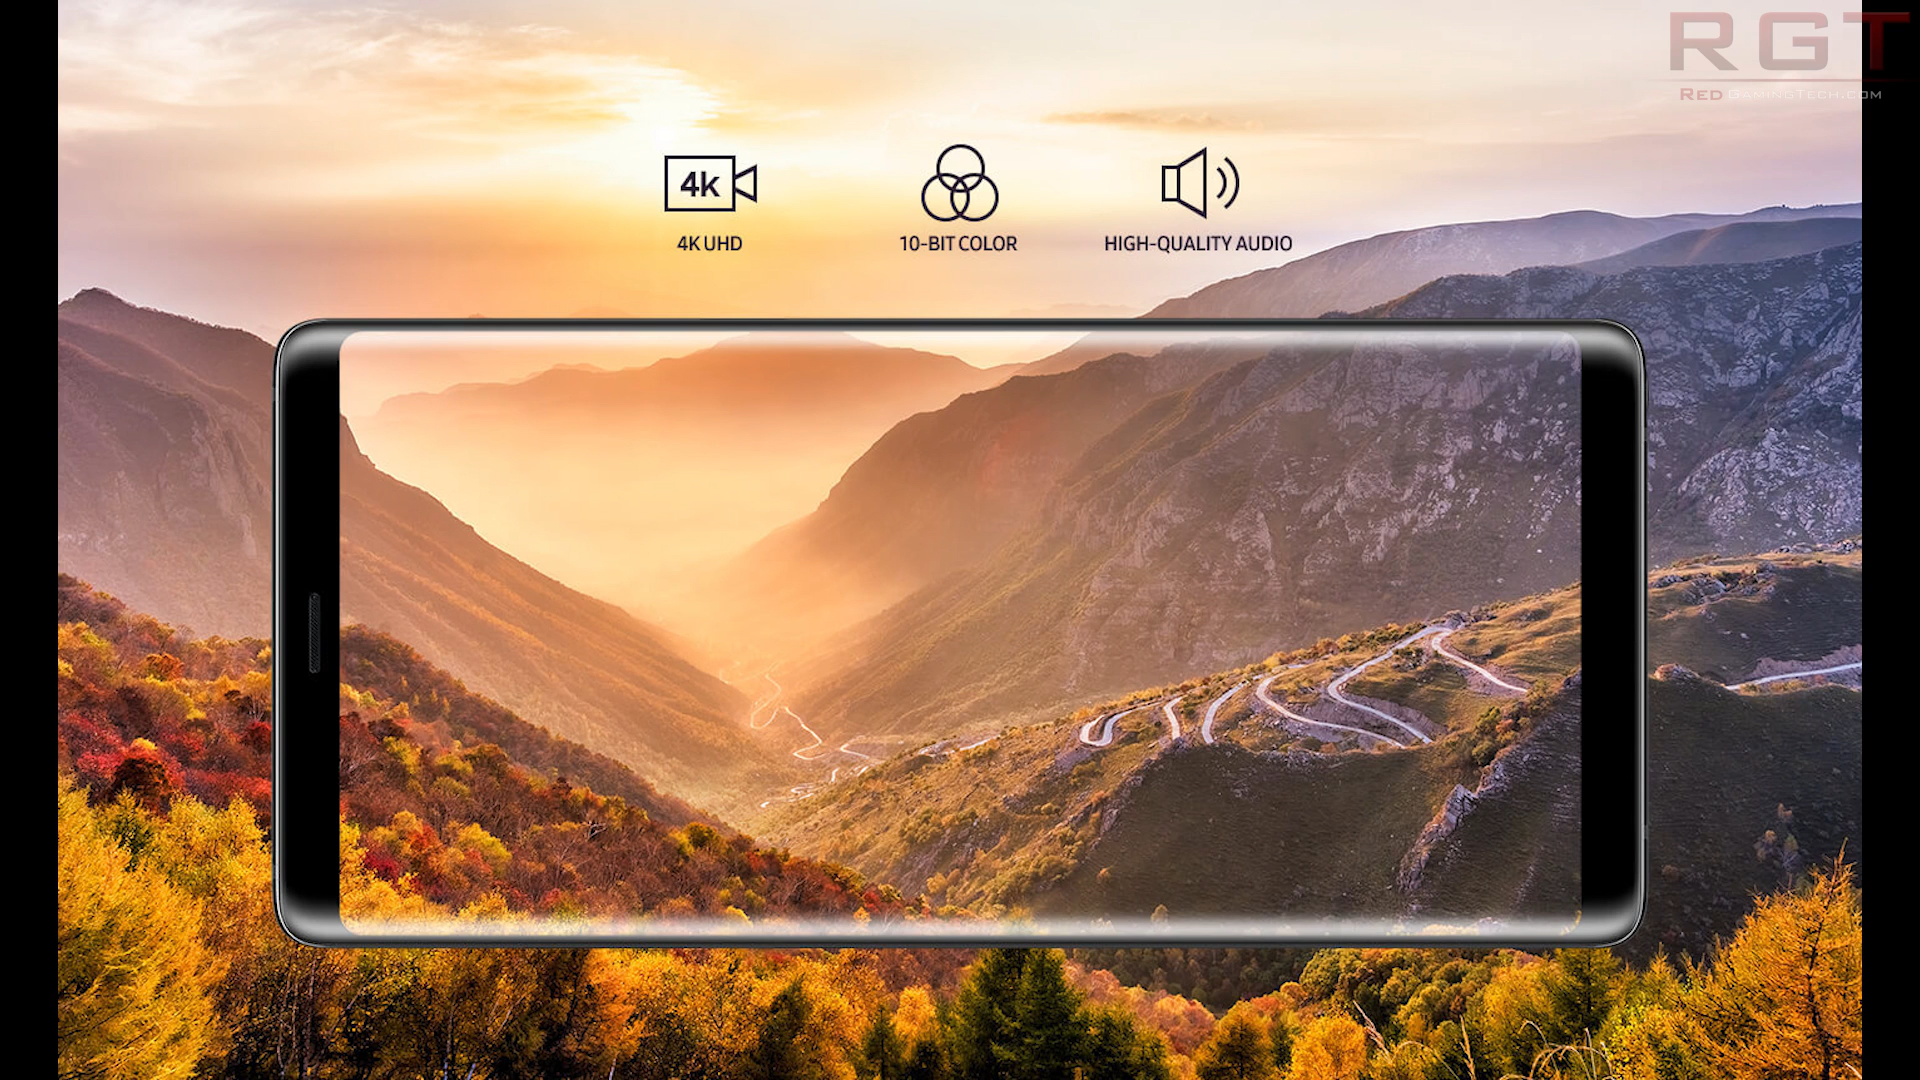 RGT
RED GAMINGTECH.COM
4K
4K UHD
10-BIT COLOR
HIGH-QUALITY AUDIO